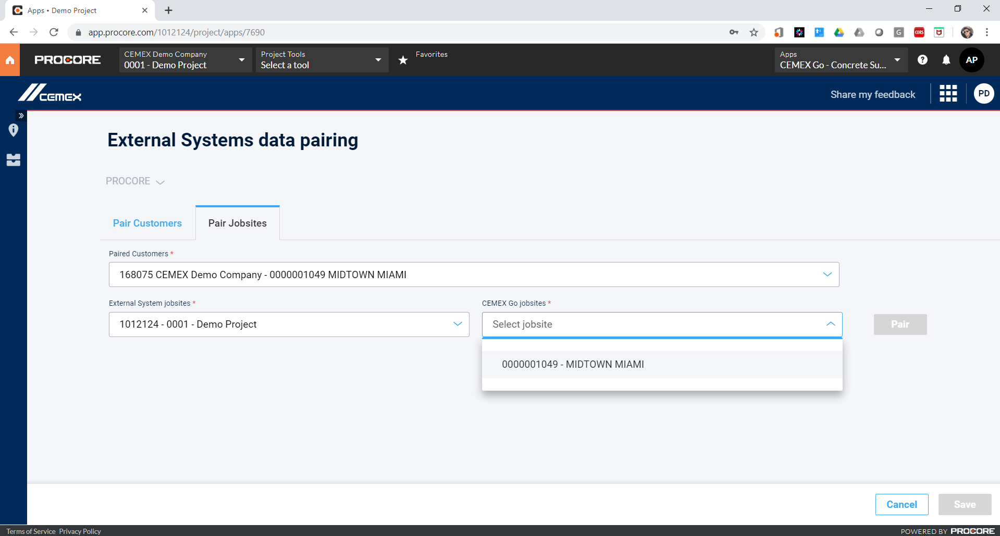 Apps • Demo Project
app.procore.com/1012124/project/apps/7690
G
CORS
PROCORE
CEMEX Demo Company
0001 - Demo Project
Project Tools
Select a tool
Favorites
Apps
CEMEX Go - Concrete Su...
?
AP
CEMEX
Share my feedback
PD
External Systems data pairing
PROCORE
Pair Customers
Pair Jobsites
Paired Customers *
168075 CEMEX Demo Company - 0000001049 MIDTOWN MIAMI
External System jobsites *
CEMEX Go jobsites *
1012124 - 0001 - Demo Project
Select jobsite
Pair
0000001049 - MIDTOWN MIAMI
Cancel
Save
Terms of Service Privacy Policy
POWERED BY PROCORE